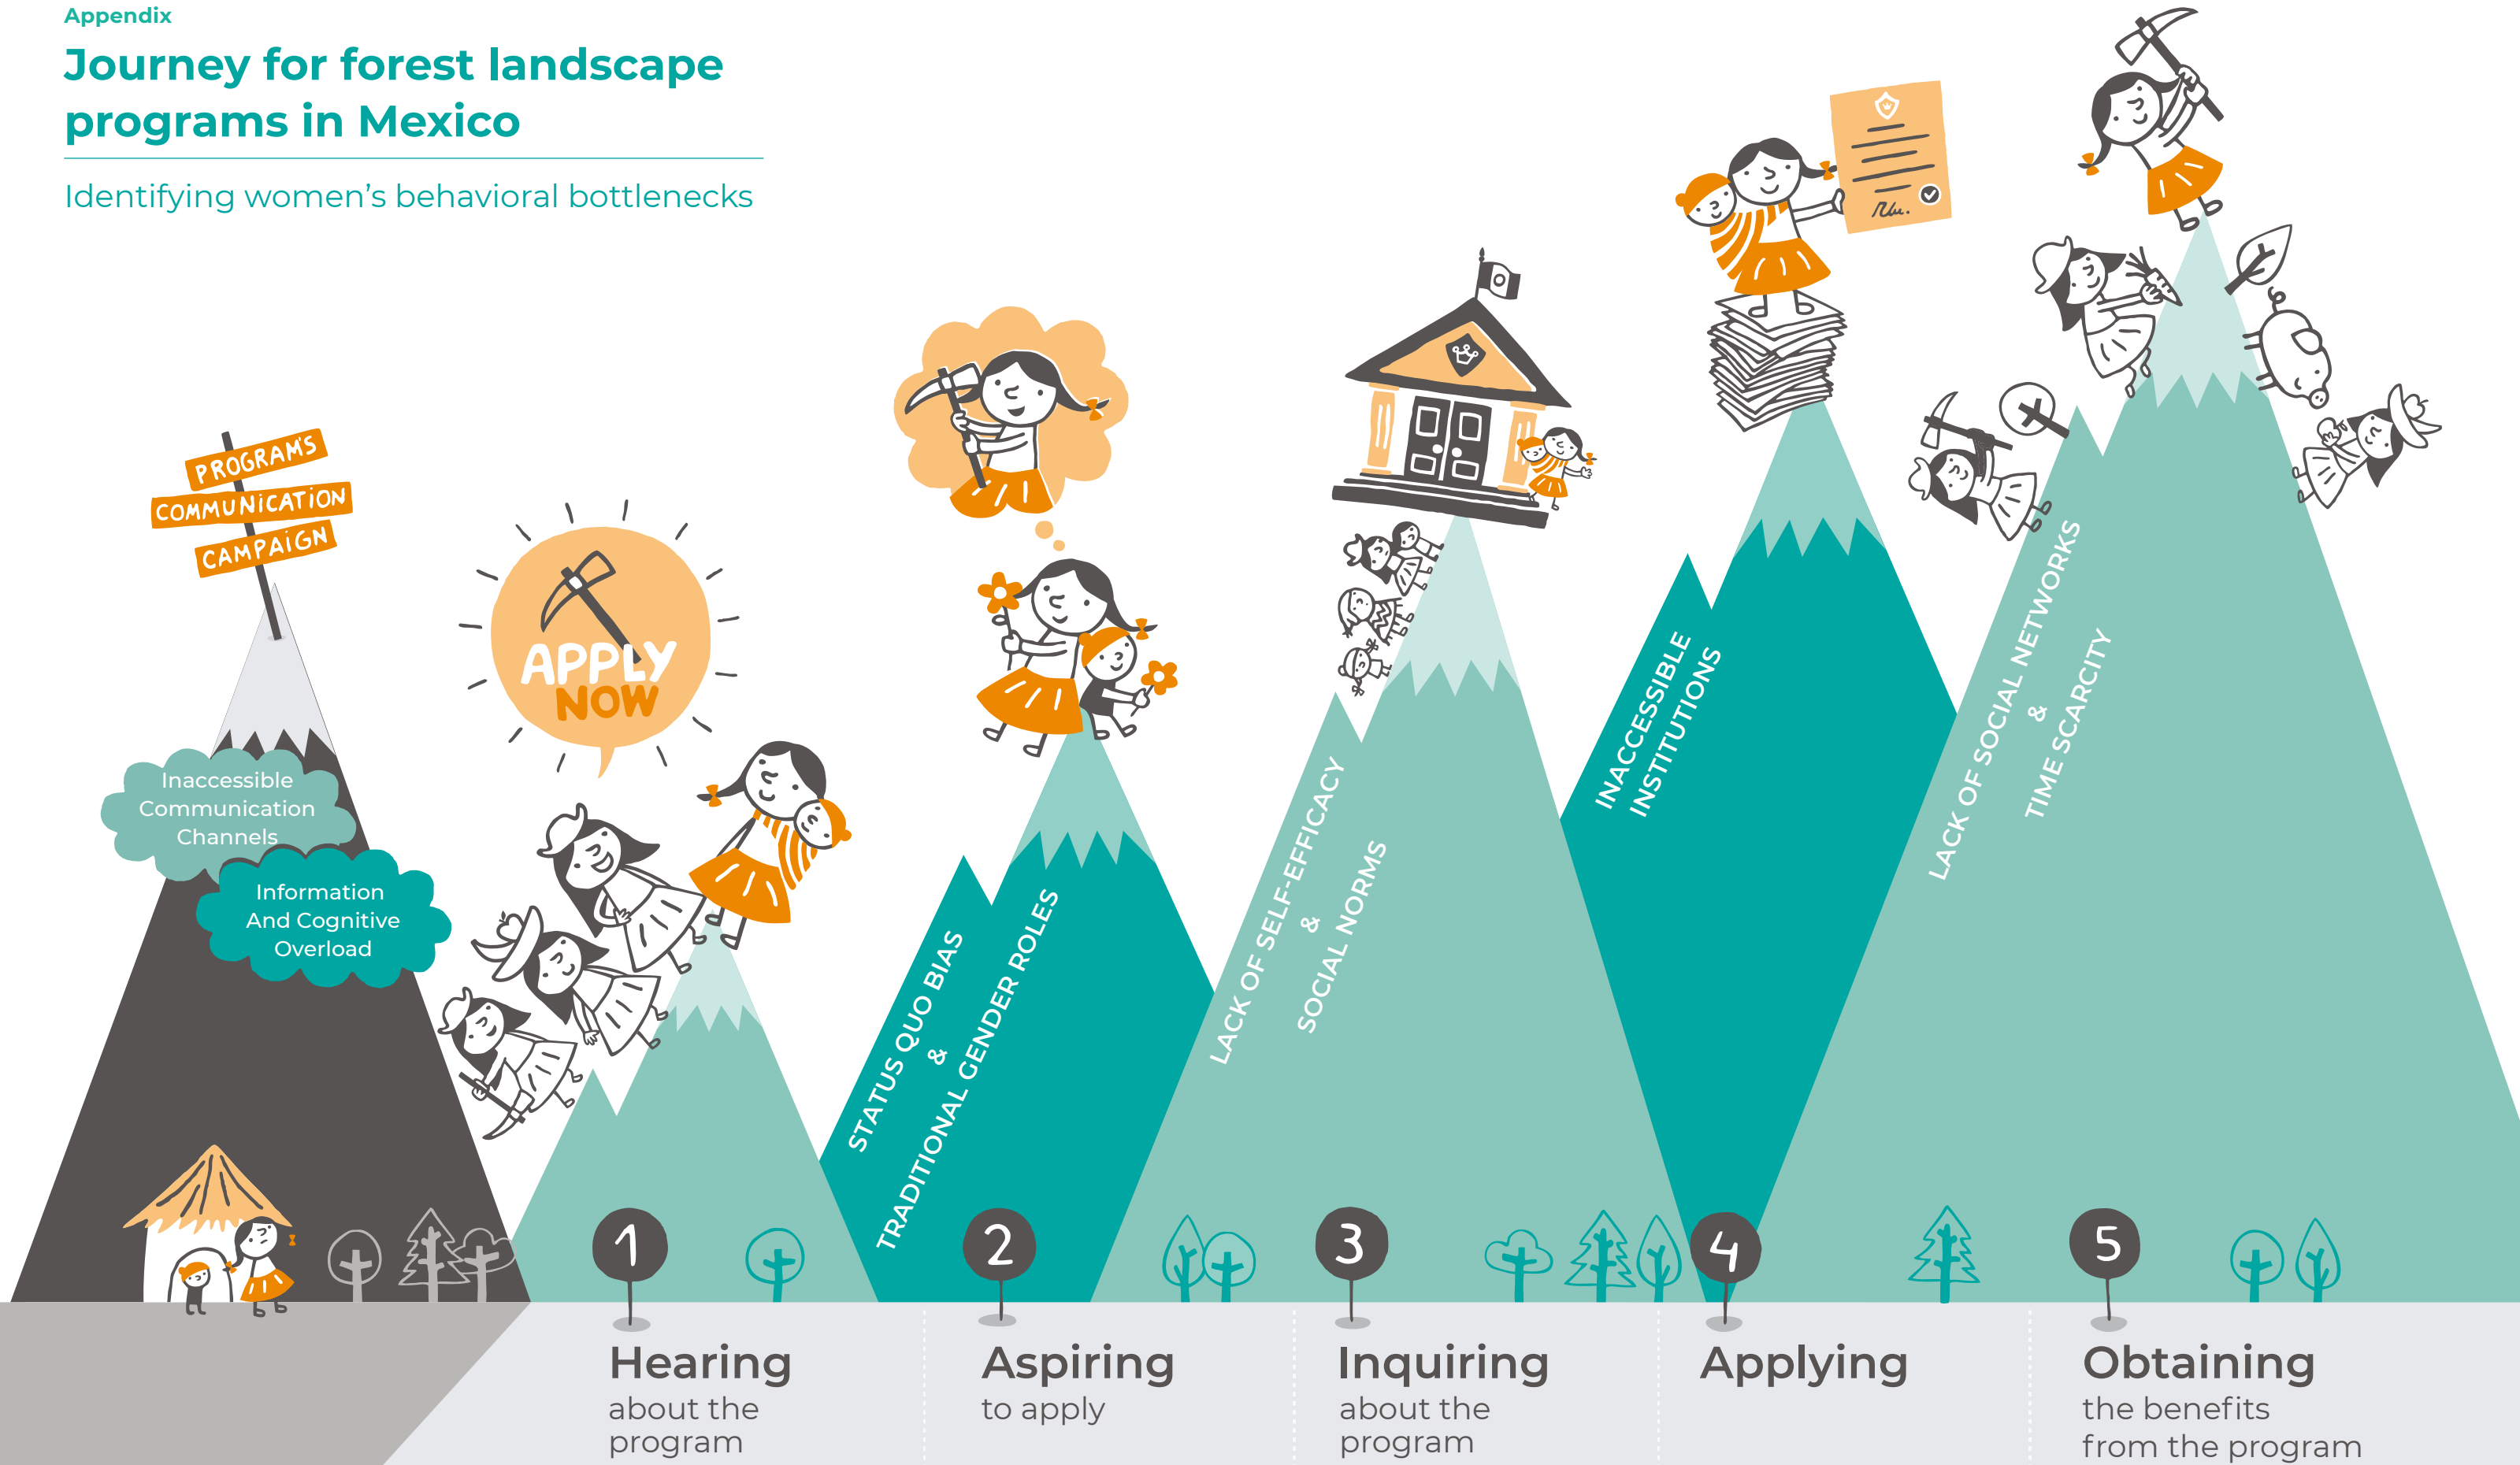 Appendix
Journey for forest landscape
programs in Mexico
Identifying women's behavioral bottlenecks
PROGRAM'S
COMMUNICATION
CAMPAIGN
Inaccessible
Communication
Channels
Information
And Cognitive
Overload
APPLY
NOW
STATUS QUO BIAS
&
TRADITIONAL GENDER ROLES
LACK OF SELF-EFFICACY
&
SOCIAL NORMS
INACCESSIBLE
INSTITUTIONS
LACK OF SOCIAL NETWORKS
&
TIME SCARCITY
1
Hearing
about the
program
2
Aspiring
to apply
3
Inquiring
about the
program
4
Applying
5
Obtaining
the benefits
from the program